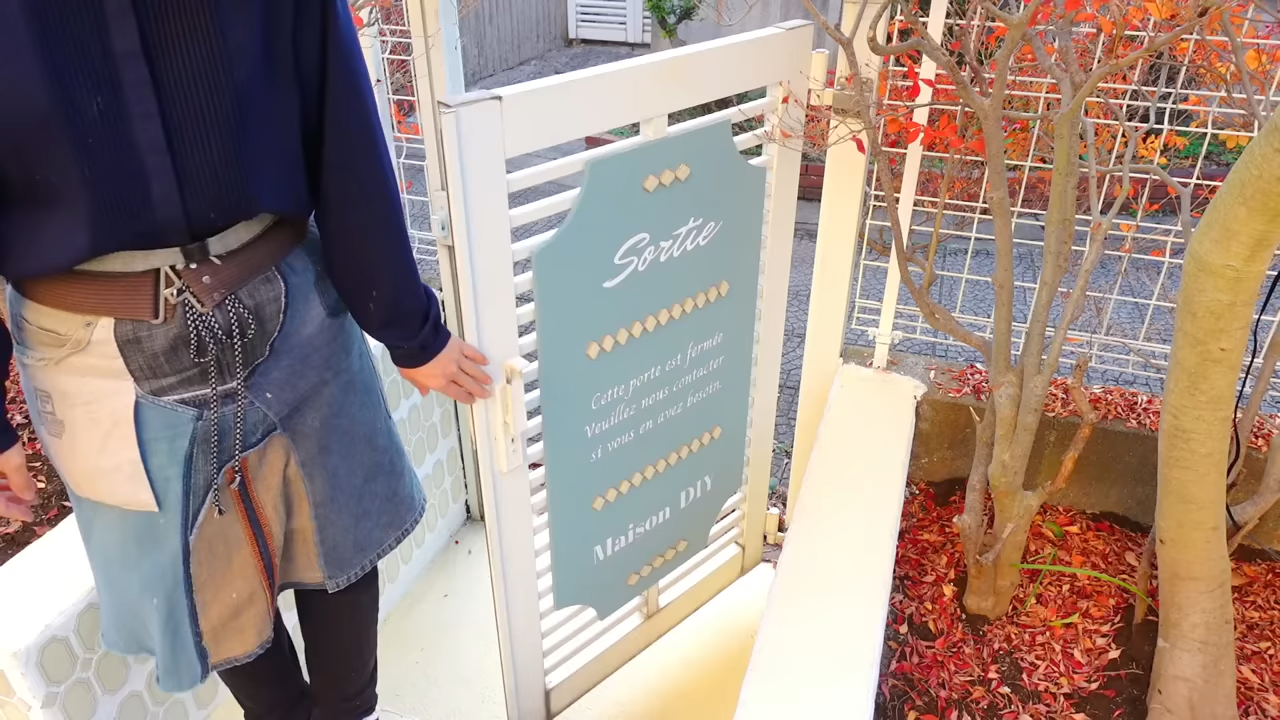 Sortie
Cette porte est fermée
Veuillez nous contacter
si vous en avez besoin.
Maison DIY